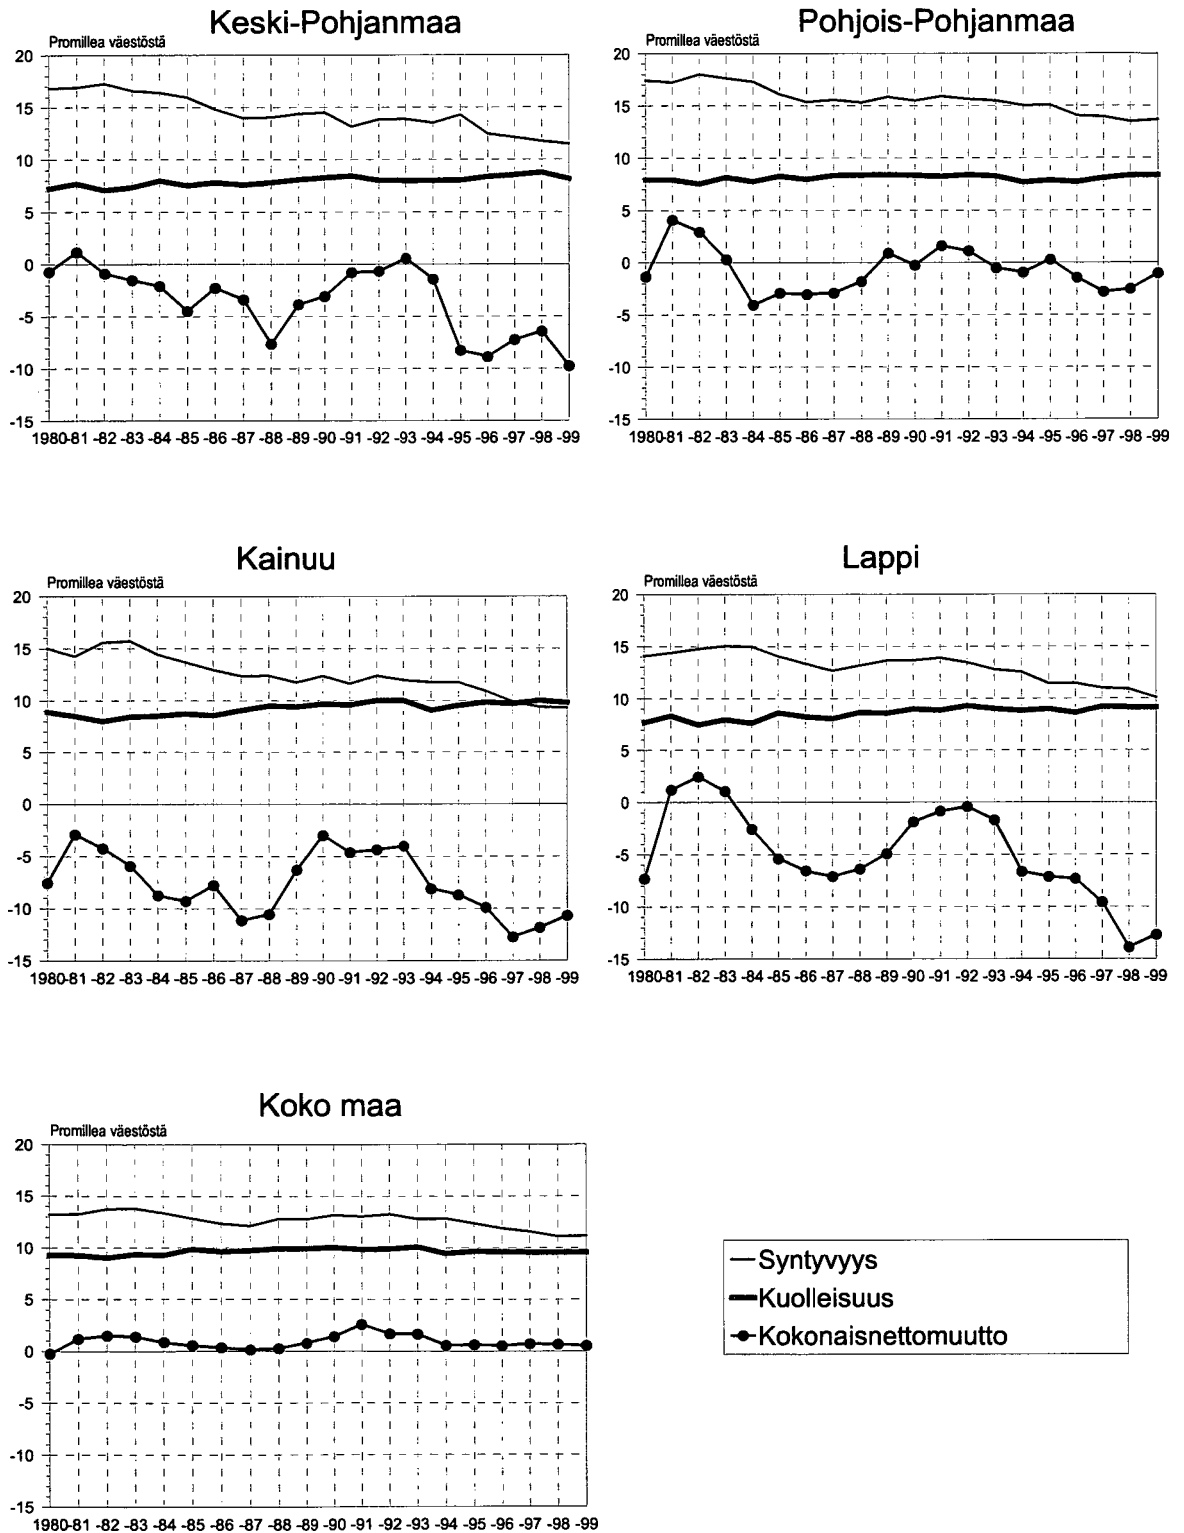 Keski-Pohjanmaa
Promillea väestöstä
20
15
10
5
0
-5
-10
-15
1980-81 -82 -83 -84 -85 -86 -87 -88 -89 -90 -91 -92 -93 -94 -95 -96 -97 -98 -99
Pohjois-Pohjanmaa
Promillea väestöstä
20
15
10
5
0
-5
-10
-15
1980-81 -82 -83 -84 -85 -86 -87 -88 -89 -90 -91 -92 -93 -94 -95 -96 -97 -98 -99
Kainuu
Promillea väestöstä
20
15
10
5
0
-5
-10
-15
1980-81 -82 -83 -84 -85 -86 -87 -88 -89 -90 -91 -92 -93 -94 -95 -96 -97 -98 -99
Lappi
Promillea väestöstä
20
15
10
5
0
-5
-10
-15
1980-81 -82 -83 -84 -85 -86 -87 -88 -89 -90 -91 -92 -93 -94 -95 -96 -97 -98 -99
Koko maa
Promillea väestöstä
20
15
10
5
0
-5
-10
-15
1980-81 -82 -83 -84 -85 -86 -87 -88 -89 -90 -91 -92 -93 -94 -95 -96 -97 -98 -99
Syntyvyys
Kuolleisuus
Kokonaisnettomuutto